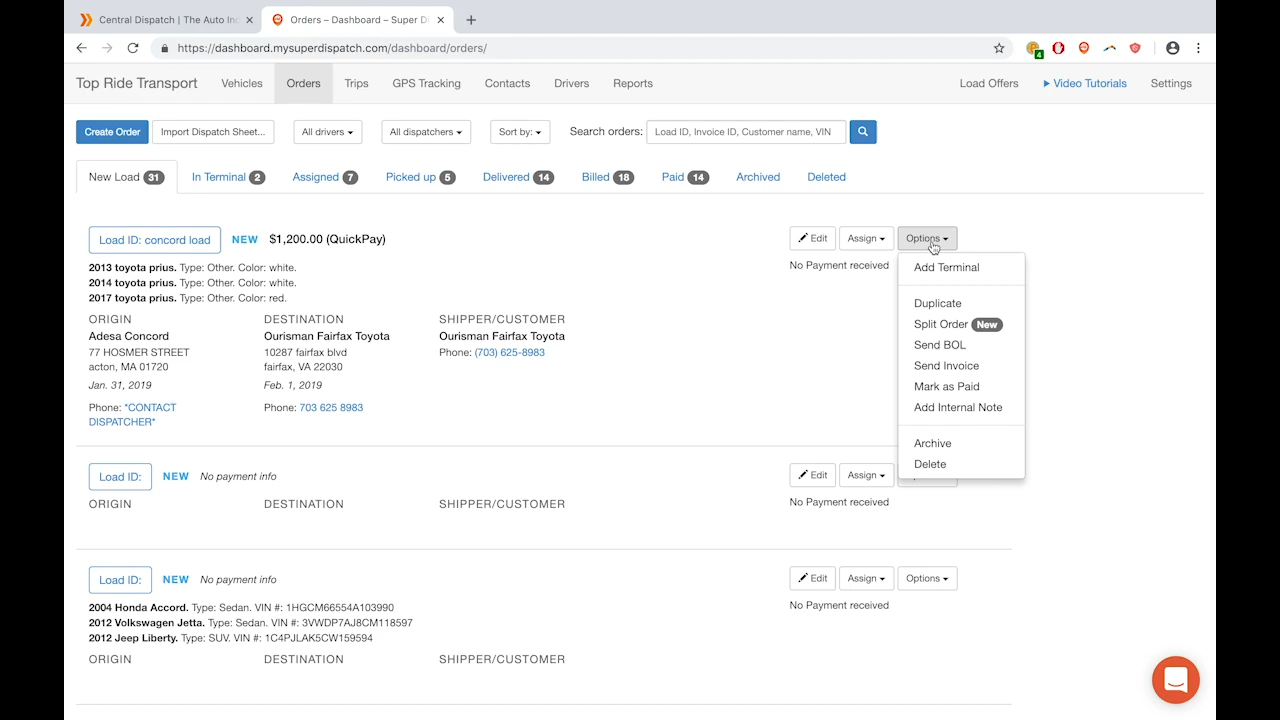 Central Dispatch | The Auto In
Orders – Dashboard – Super D
https://dashboard.mysuperdispatch.com/dashboard/orders/
4
Top Ride Transport Vehicles Orders Trips GPS Tracking Contacts Drivers Reports Load Offers Video Tutorials Settings
Create Order Import Dispatch Sheet... All drivers All dispatchers Sort by: Search orders: Load ID, Invoice ID, Customer name, VIN
New Load 31 In Terminal 2 Assigned 7 Picked up 5 Delivered 14 Billed 18 Paid 14 Archived Deleted
Load ID: concord load NEW $1,200.00 (QuickPay) Edit Assign Options
No Payment received
2013 toyota prius. Type: Other. Color: white.
2014 toyota prius. Type: Other. Color: white.
2017 toyota prius. Type: Other. Color: red.
ORIGIN DESTINATION SHIPPER/CUSTOMER
Adesa Concord Ourisman Fairfax Toyota Ourisman Fairfax Toyota
77 HOSMER STREET 10287 fairfax blvd Phone: (703) 625-8983
acton, MA 01720 fairfax, VA 22030
Jan. 31, 2019 Feb. 1, 2019
Phone: *CONTACT Phone: 703 625 8983
DISPATCHER*
Add Terminal
Duplicate
Split Order New
Send BOL
Send Invoice
Mark as Paid
Add Internal Note
Archive
Delete
Load ID: NEW No payment info Edit Assign
No Payment received
ORIGIN DESTINATION SHIPPER/CUSTOMER
Load ID: NEW No payment info Edit Assign Options
No Payment received
2004 Honda Accord. Type: Sedan. VIN #: 1HGCM66554A103990
2012 Volkswagen Jetta. Type: Sedan. VIN #: 3VWDP7AJ8CM118597
2012 Jeep Liberty. Type: SUV. VIN #: 1C4PJLAK5CW159594
ORIGIN DESTINATION SHIPPER/CUSTOMER